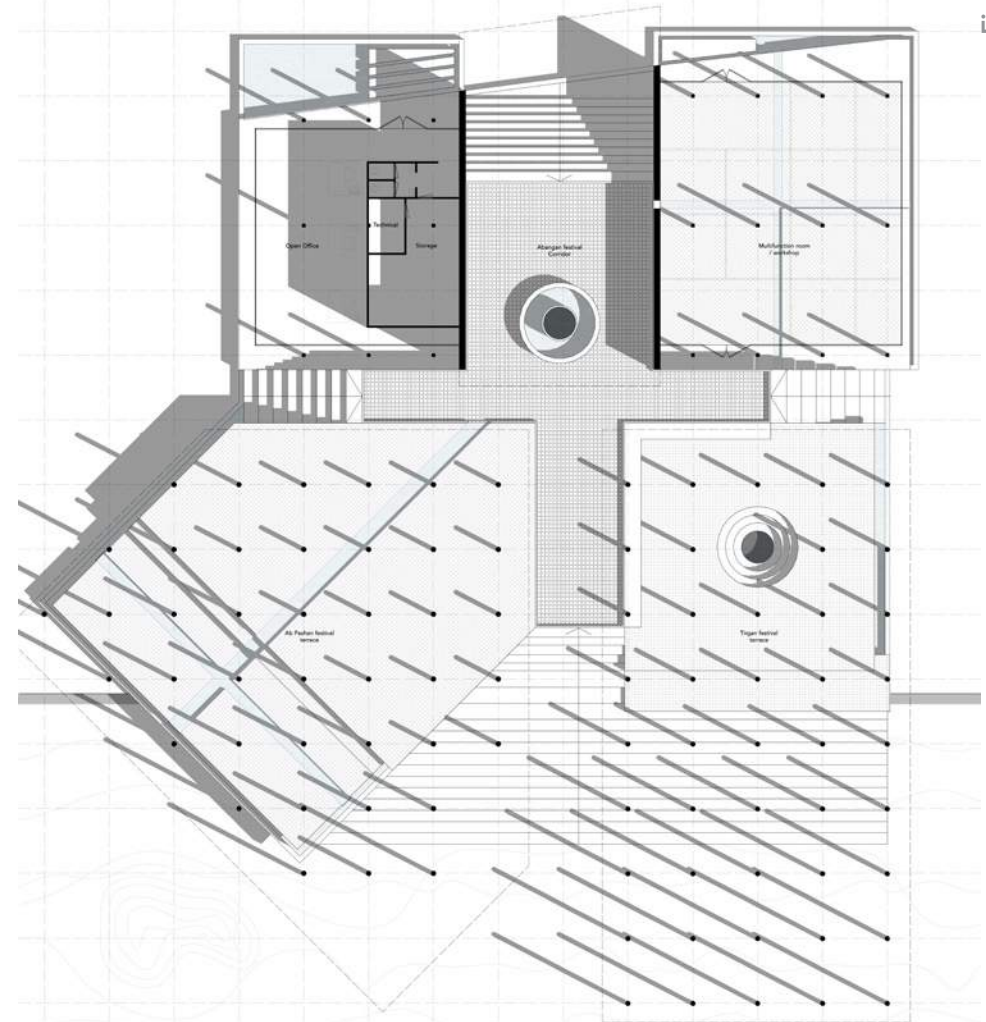 Technical
Open Office
Storage
Abangan festival
Corridor
Multifunction room
/ workshop
Ab Pashan festival
terrace
Tirgan festival
terrace